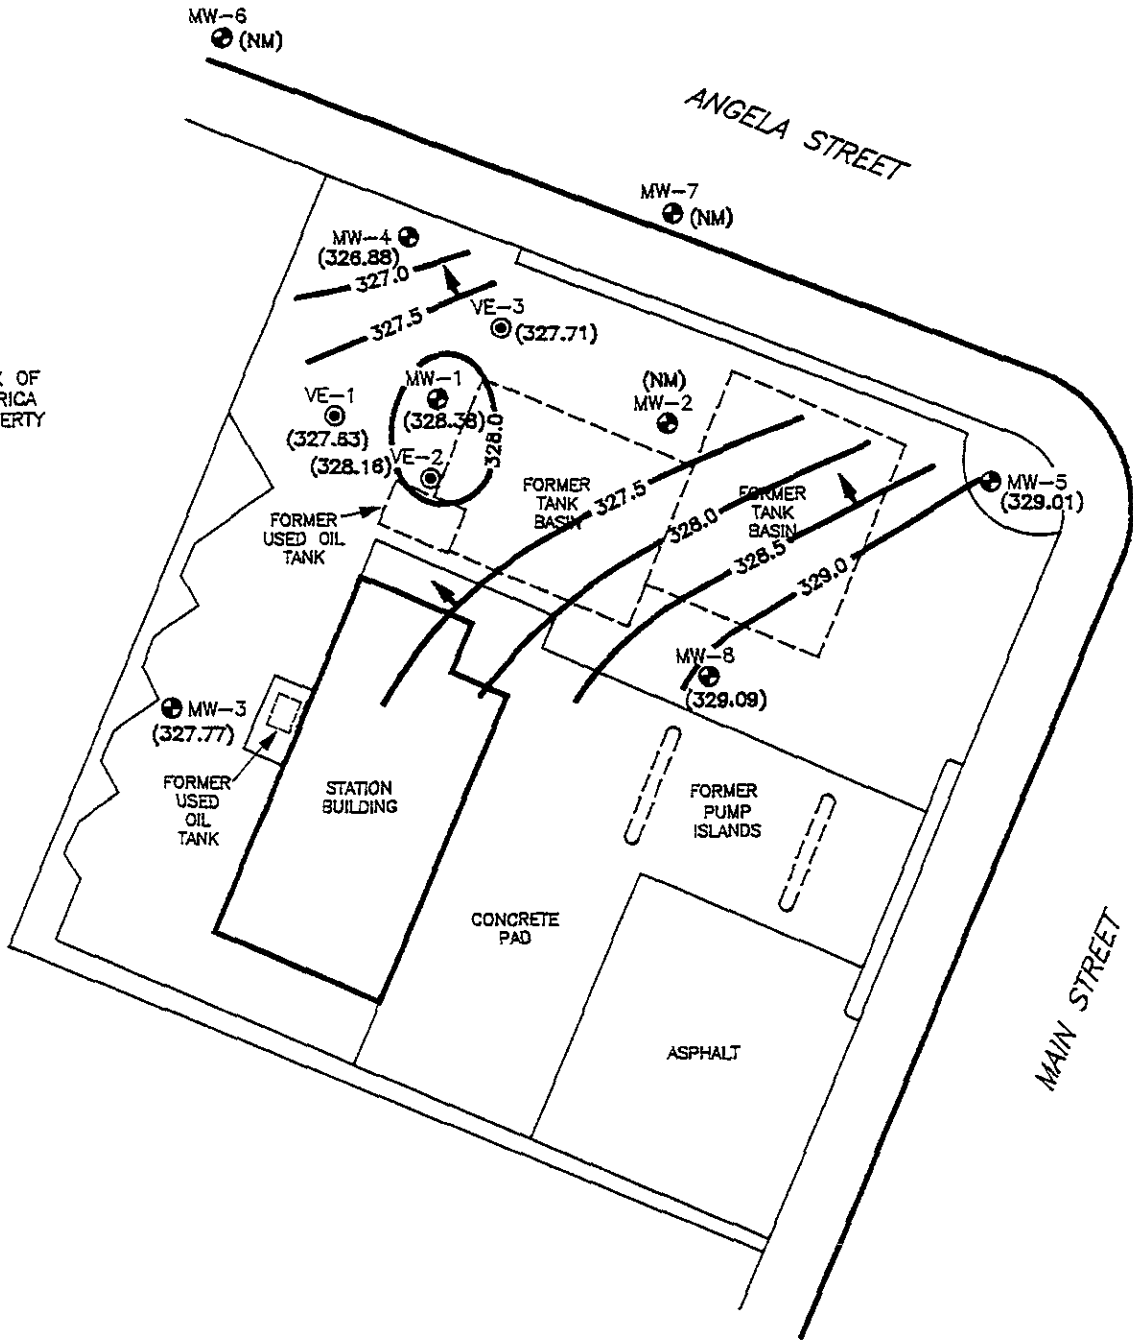 MW-6
(NM)
ANGELA STREET
MW-7
(NM)
MW-4
(326.88)
327.0
327.5
VE-3
(327.71)
OF
RICA
ERTY
MW-1
(328.38)
328.0
VE-1
(327.83)
(328.16)
VE-2
(NM)
MW-2
FORMER
USED OIL
TANK
FORMER
TANK
BASIN
327.5
328.0
FORMER
TANK
BASIN
328.5
329.0
MW-5
(329.01)
MW-8
(329.09)
MW-3
(327.77)
FORMER
USED
OIL
TANK
STATION
BUILDING
FORMER
PUMP
ISLANDS
CONCRETE
PAD
ASPHALT
MAIN STREET